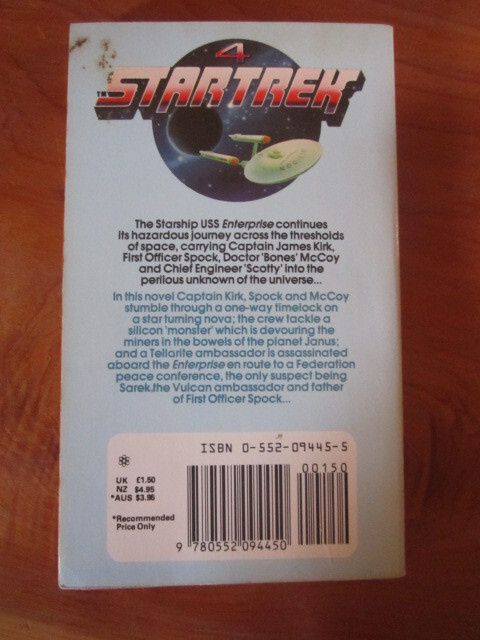 4
™STAR TREK
The Starship USS Enterprise continues
its hazardous journey across the thresholds
of space, carrying Captain James Kirk,
First Officer Spock, Doctor 'Bones' McCoy
and Chief Engineer 'Scotty' into the
perilous unknown of the universe...
In this novel Captain Kirk, Spock and McCoy
stumble through a one-way timelock on
a star turning nova; the crew tackle a
silicon 'monster' which is devouring the
miners in the bowels of the planet Janus;
and a Tellorite ambassador is assassinated
aboard the Enterprise en route to a Federation
peace conference, the only suspect being
Sarek.the Vulcan ambassador and father
of First Officer Spock...
ISBN 0-552-09445-5
00150
UK £1.50
NZ $4.95
*AUS $3.95
*Recommended
Price Only
9 780552 094450